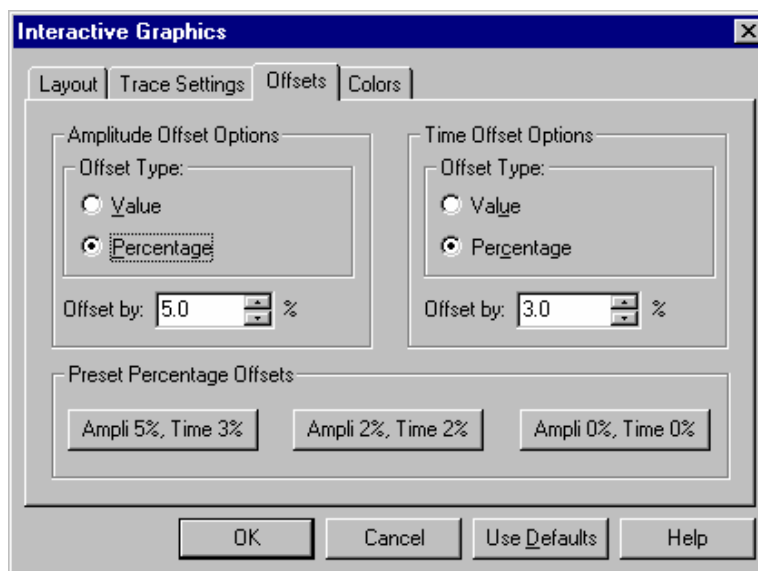 Interactive Graphics
Layout Trace Settings Offsets Colors
Amplitude Offset Options
Offset Type:
Value
Percentage
Offset by: 5.0 %
Time Offset Options
Offset Type:
Value
Percentage
Offset by: 3.0 %
Preset Percentage Offsets
Ampli 5%, Time 3% Ampli 2%, Time 2% Ampli 0%, Time 0%
OK Cancel Use Defaults Help